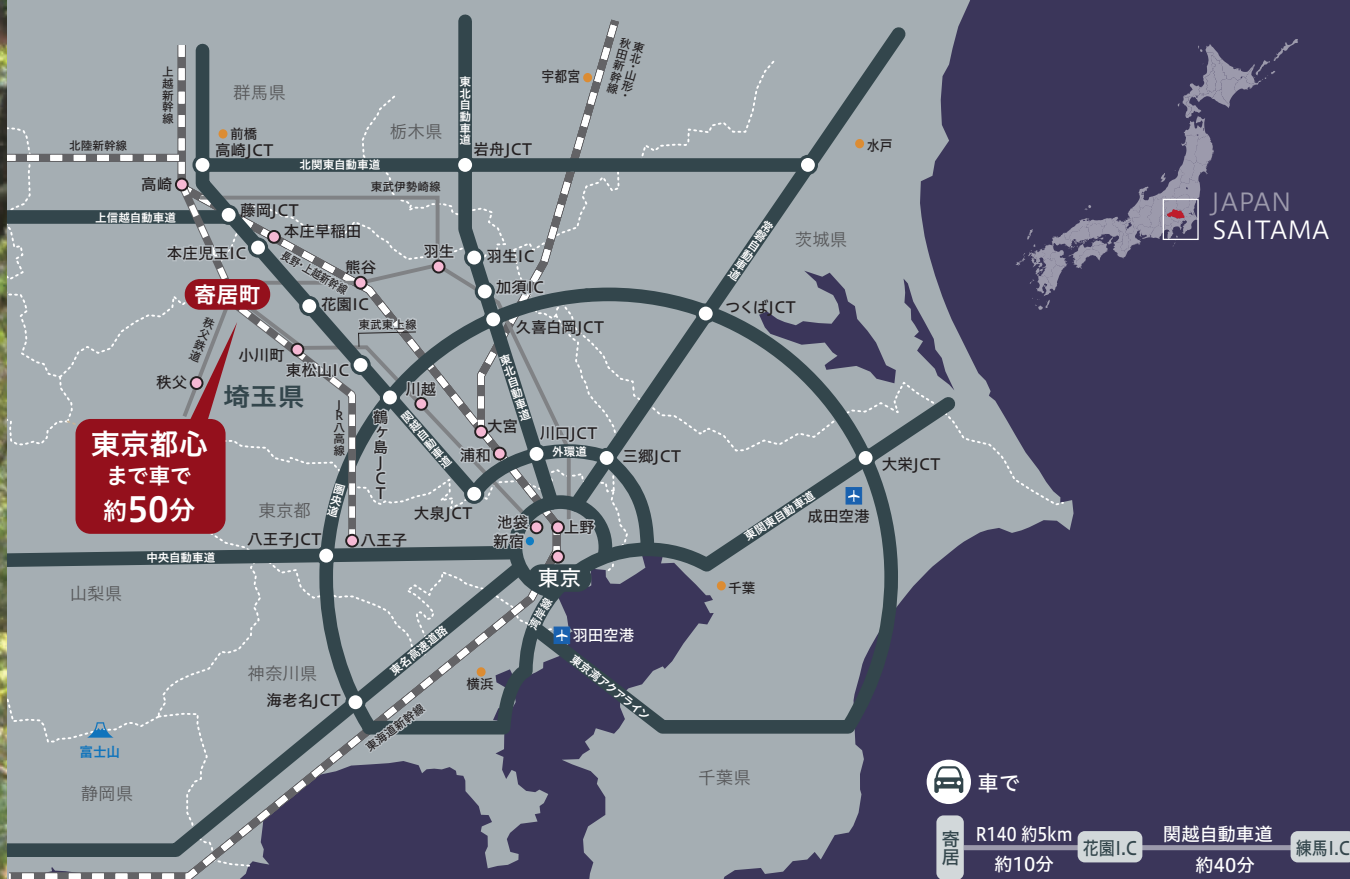 上越新幹線
群馬県
前橋
高崎JCT
北陸新幹線
高崎
栃木県
東北自動車道
岩舟JCT
北関東自動車道
宇都宮
東北・山形・
秋田新幹線
水戸
東武伊勢崎線
上信越自動車道
藤岡JCT
本庄早稲田
本庄児玉IC
長野・上越新幹線
熊谷
羽生
羽生IC
加須IC
常磐自動車道
茨城県
寄居町
花園IC
秩父鉄道
東武東上線
久喜白岡JCT
つくばJCT
小川町
東松山IC
秩父
埼玉県
川越
東北自動車道
JR八高線
鶴ヶ島JCT
関越自動車道
大宮
浦和
川口JCT
外環道
三郷JCT
大栄JCT
東京都心
まで車で
約50分
圏央道
東京都
大泉JCT
池袋
上野
新宿
東関東自動車道
成田空港
八王子JCT
八王子
中央自動車道
東京
千葉
山梨県
湾岸線
羽田空港
東名高速道路
東京湾アクアライン
神奈川県
横浜
海老名JCT
東海道新幹線
富士山
静岡県
千葉県
JAPAN
SAITAMA
車で
寄居
R140 約5km
約10分
花園I.C
関越自動車道
約40分
練馬I.C